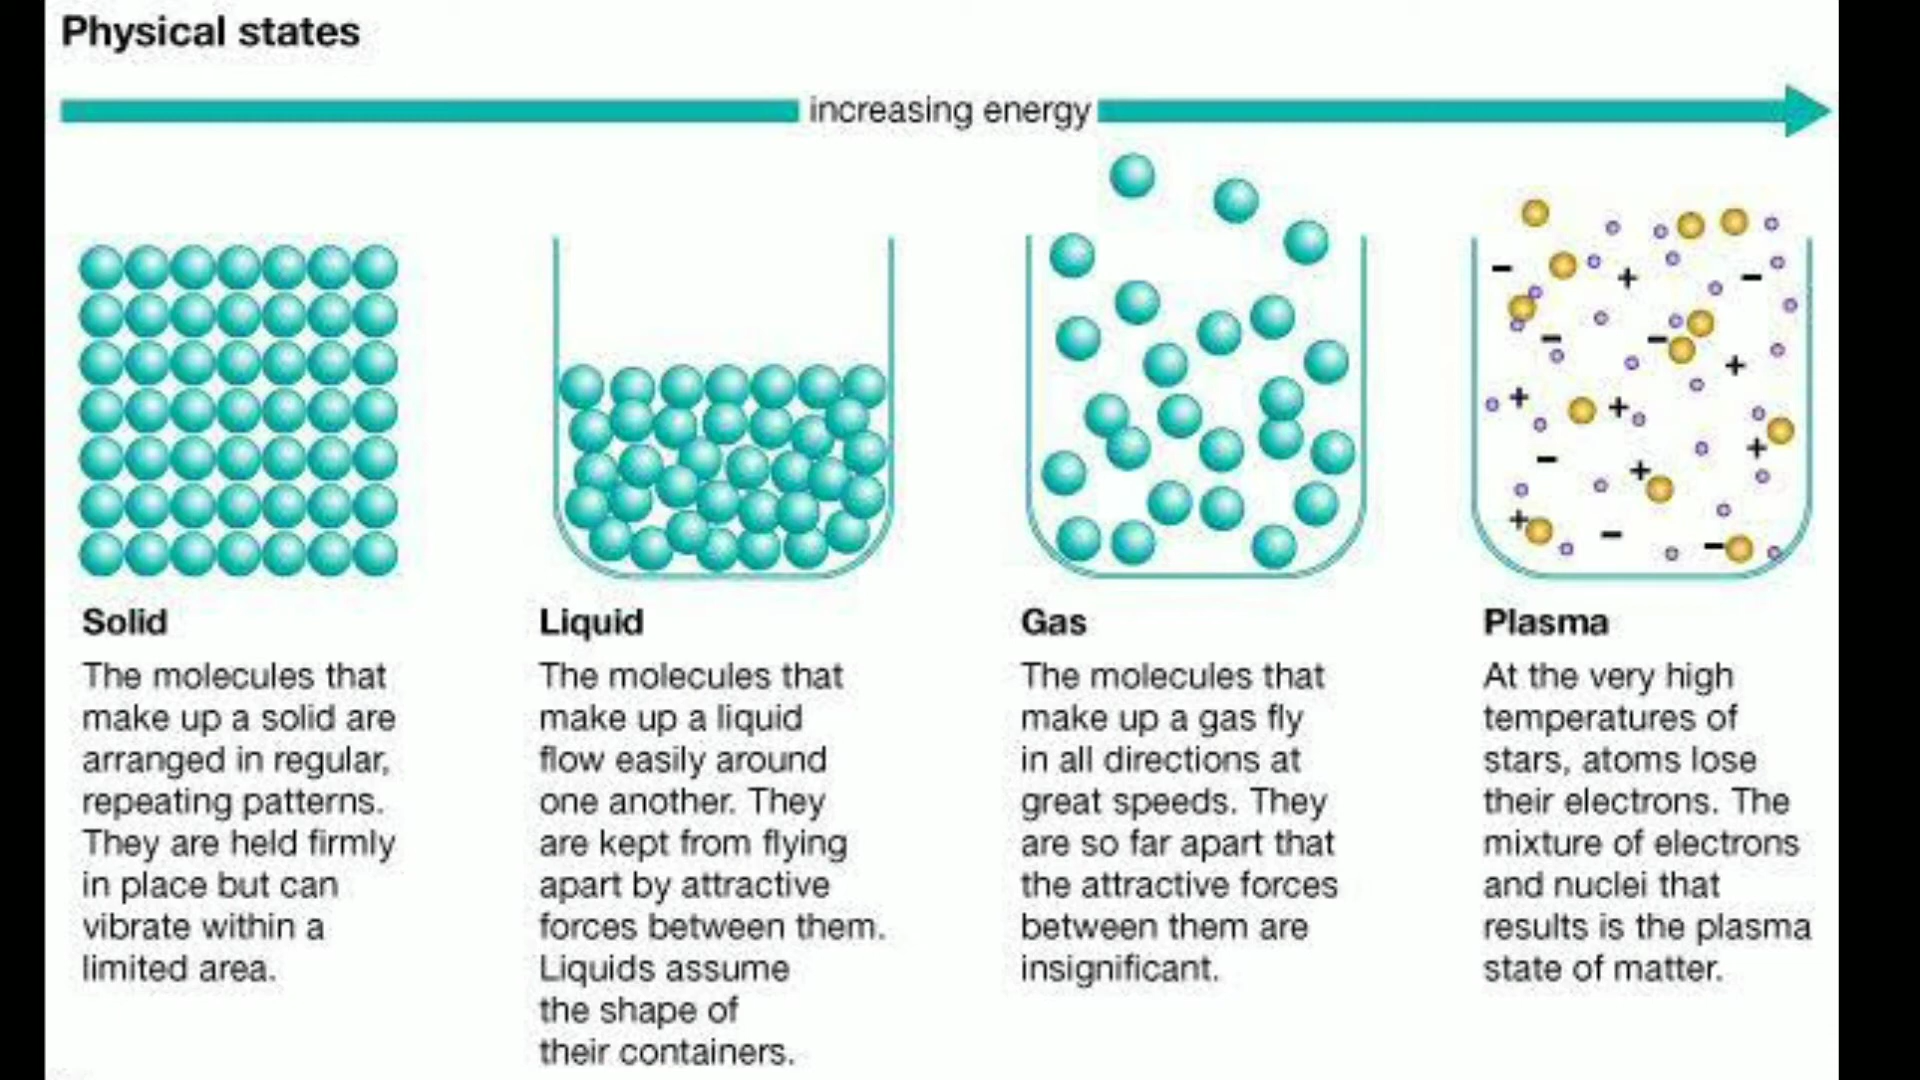 Physical states
increasing energy
Solid
The molecules that
make up a solid are
arranged in regular,
repeating patterns.
They are held firmly
in place but can
vibrate within a
limited area.
Liquid
The molecules that
make up a liquid
flow easily around
one another. They
are kept from flying
apart by attractive
forces between them.
Liquids assume
the shape of
their containers.
Gas
The molecules that
make up a gas fly
in all directions at
great speeds. They
are so far apart that
the attractive forces
between them are
insignificant.
Plasma
At the very high
temperatures of
stars, atoms lose
their electrons. The
mixture of electrons
and nuclei that
results is the plasma
state of matter.